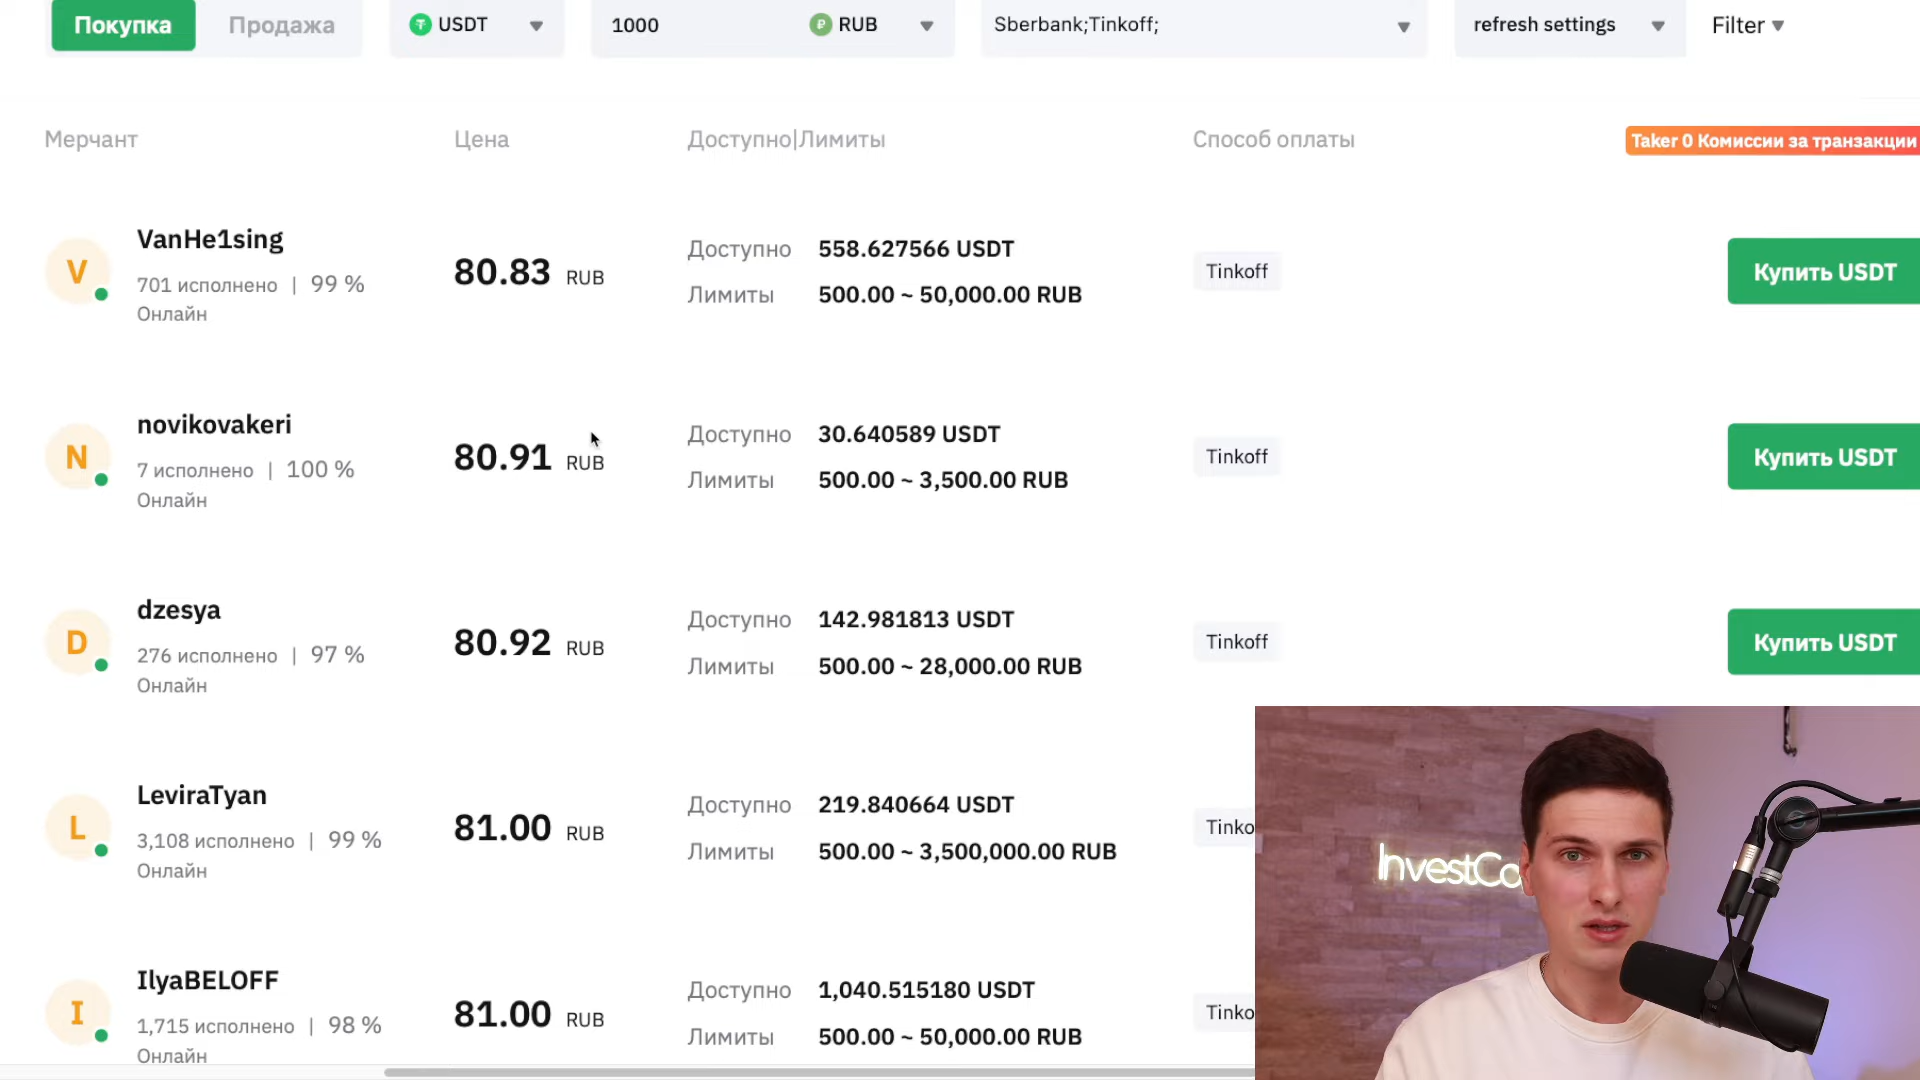 Покупка Продажа USDT 1000 RUB Sberbank;Tinkoff; refresh settings Filter
Мерчант Цена Доступно|Лимиты Способ оплаты Taker 0 Комиссии за транзакции
V VanHe1sing
701 исполнено | 99 %
Онлайн
80.83 RUB
Доступно 558.627566 USDT
Лимиты 500.00 ~ 50,000.00 RUB
Tinkoff
Купить USDT
N novikovakeri
7 исполнено | 100 %
Онлайн
80.91 RUB
Доступно 30.640589 USDT
Лимиты 500.00 ~ 3,500.00 RUB
Tinkoff
Купить USDT
D dzesya
276 исполнено | 97 %
Онлайн
80.92 RUB
Доступно 142.981813 USDT
Лимиты 500.00 ~ 28,000.00 RUB
Tinkoff
Купить USDT
L LeviraTyan
3,108 исполнено | 99 %
Онлайн
81.00 RUB
Доступно 219.840664 USDT
Лимиты 500.00 ~ 3,500,000.00 RUB
Tinko
I IlyaBELOFF
1,715 исполнено | 98 %
Онлайн
81.00 RUB
Доступно 1,040.515180 USDT
Лимиты 500.00 ~ 50,000.00 RUB
Tinko
InvestCo